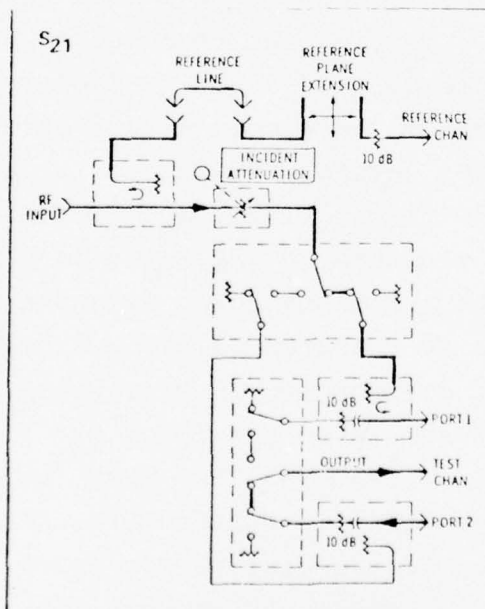 S21
REFERENCE
LINE
REFERENCE
PLANE
EXTENSION
REFERENCE
CHAN
10 dB
INCIDENT
ATTENUATION
RF
INPUT
10 dB
PORT 1
OUTPUT
TEST
CHAN
PORT 2
10 dB